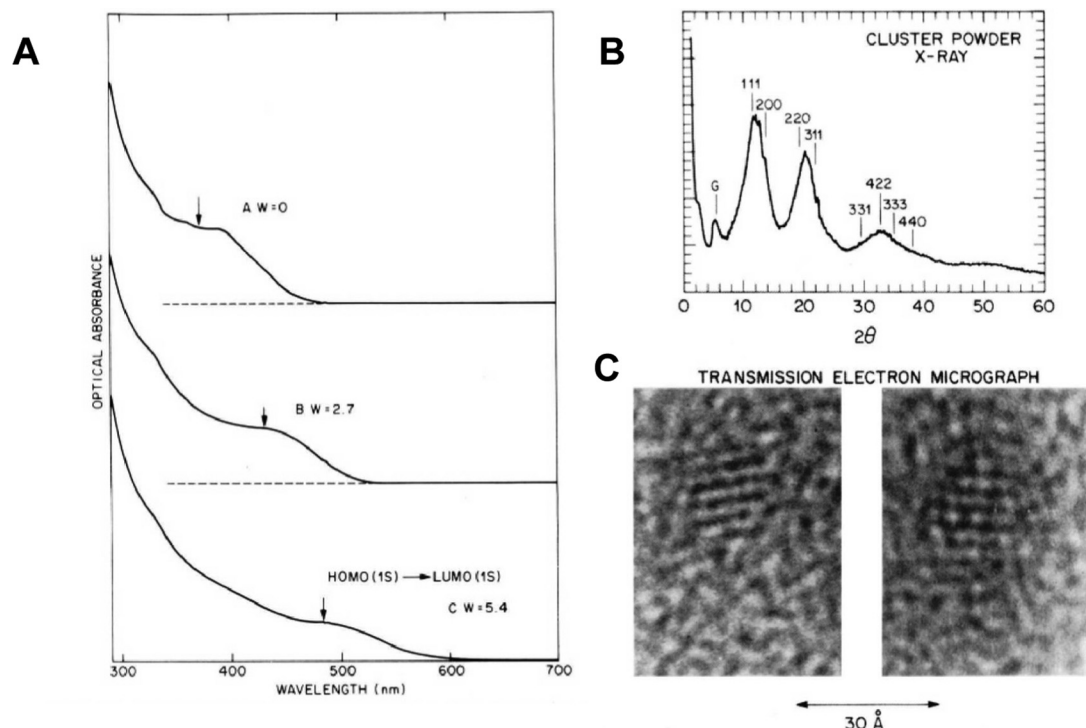 A
OPTICAL ABSORBANCE
A W=0
B W=2.7
HOMO(1S) → LUMO(1S)
C W=5.4
300 400 500 600 700
WAVELENGTH (nm)
B
CLUSTER POWDER
X-RAY
111
200
220
311
G
422
331
333
440
0 10 20 30 40 50 60
2θ
C
TRANSMISSION ELECTRON MICROGRAPH
30 Å